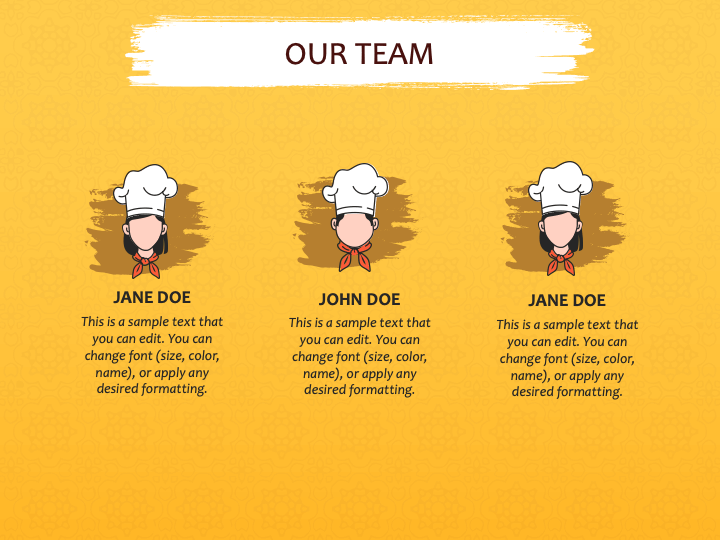 OUR TEAM
JANE DOE
This is a sample text that
you can edit. You can
change font (size, color,
name), or apply any
desired formatting.
JOHN DOE
This is a sample text that
you can edit. You can
change font (size, color,
name), or apply any
desired formatting.
JANE DOE
This is a sample text that
you can edit. You can
change font (size, color,
name), or apply any
desired formatting.